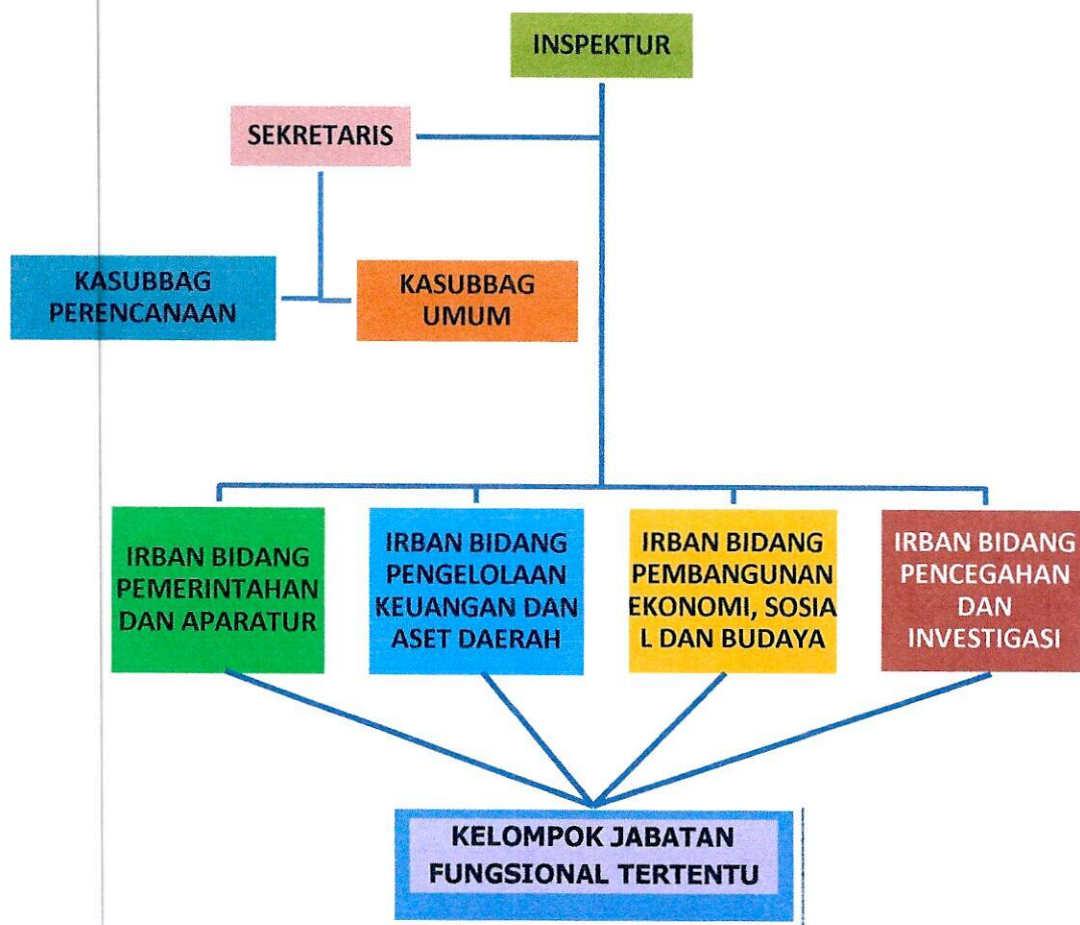 INSPEKTUR
SEKRETARIS
KASUBBAG
PERENCANAAN
KASUBBAG
UMUM
IRBAN BIDANG
PEMERINTAHAN
DAN APARATUR
IRBAN BIDANG
PENGELOLAAN
KEUANGAN DAN
ASET DAERAH
IRBAN BIDANG
PEMBANGUNAN
EKONOMI, SOSIA
L DAN BUDAYA
IRBAN BIDANG
PENCEGAHAN
DAN
INVESTIGASI
KELOMPOK JABATAN
FUNGSIONAL TERTENTU